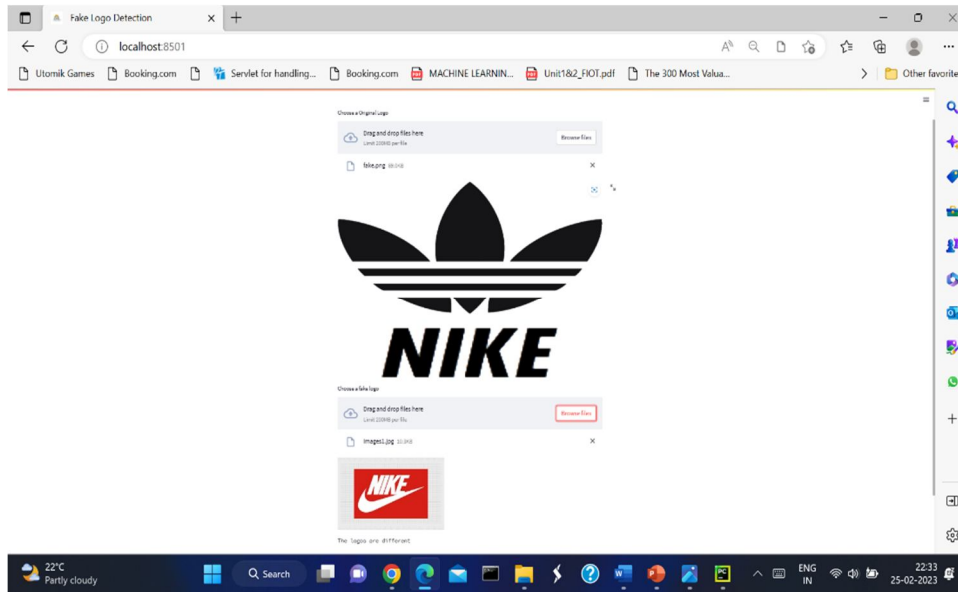 Fake Logo Detection
localhost:8501
Utomik Games
Booking.com
Servlet for handling...
Booking.com
MACHINE LEARNIN...
Unit1&2_FIOT.pdf
The 300 Most Valua...
Other favorite
Choose a Original Logo
Drag and drop files here
Limit 200MB per file
Browse files
fake.png
NIKE
Choose a fake logo
Drag and drop files here
Limit 200MB per file
Browse files
images1.jpg
NIKE
The logos are different
22°C
Partly cloudy
Search
ENG
IN
22:33
25-02-2023